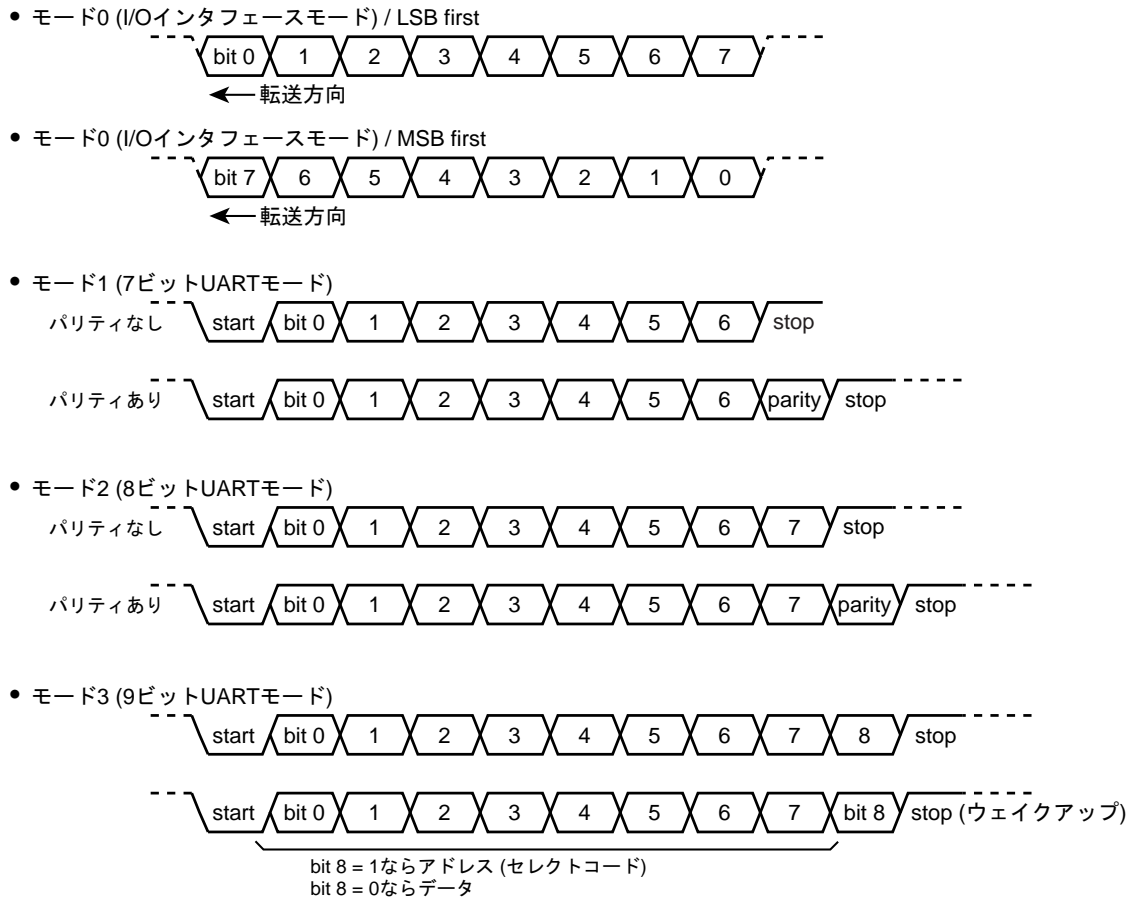 ● モード0 (I/Oインタフェースモード) / LSB first
bit 0 1 2 3 4 5 6 7
転送方向
● モード0 (I/Oインタフェースモード) / MSB first
bit 7 6 5 4 3 2 1 0
転送方向
● モード1 (7ビットUARTモード)
パリティなし start bit 0 1 2 3 4 5 6 stop
パリティあり start bit 0 1 2 3 4 5 6 parity stop
● モード2 (8ビットUARTモード)
パリティなし start bit 0 1 2 3 4 5 6 7 stop
パリティあり start bit 0 1 2 3 4 5 6 7 parity stop
● モード3 (9ビットUARTモード)
start bit 0 1 2 3 4 5 6 7 8 stop
start bit 0 1 2 3 4 5 6 7 bit 8 stop (ウェイクアップ)
bit 8 = 1ならアドレス (セレクトコード)
bit 8 = 0ならデータ